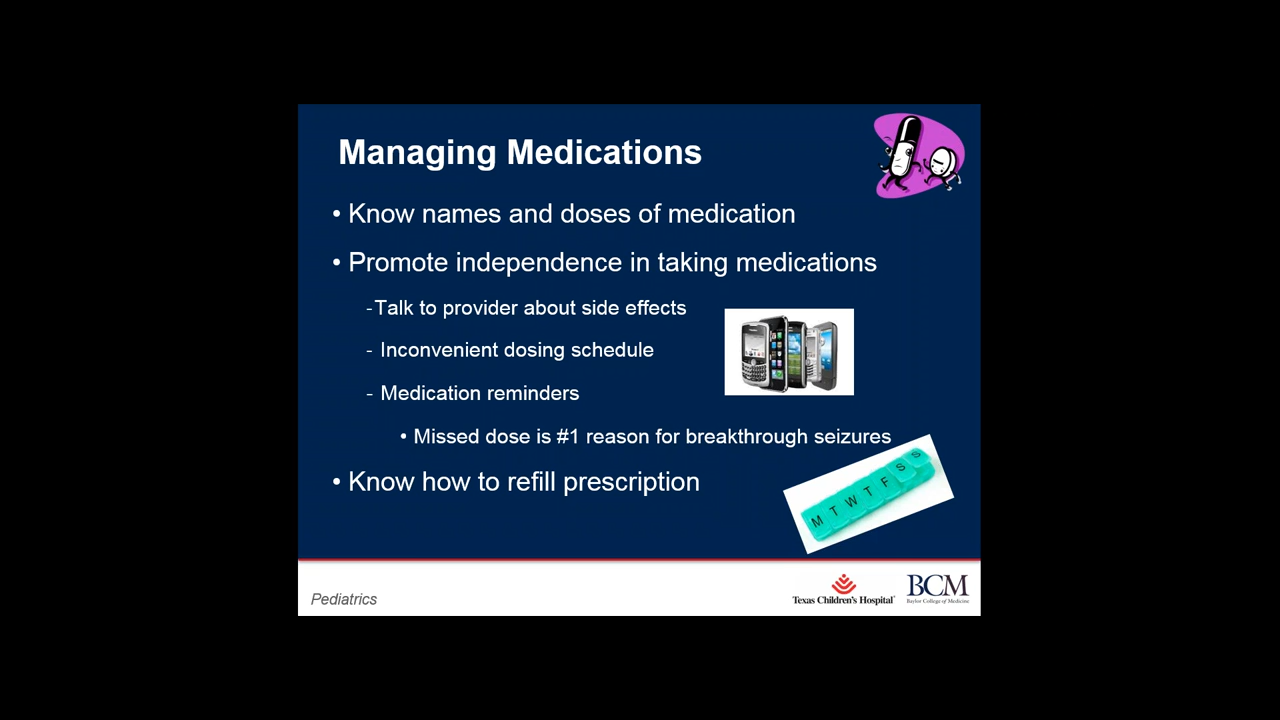 Managing Medications
• Know names and doses of medication
• Promote independence in taking medications
-Talk to provider about side effects
- Inconvenient dosing schedule
- Medication reminders
• Missed dose is #1 reason for breakthrough seizures
• Know how to refill prescription
M T W T F S S
Pediatrics
Texas Children's Hospital
BCM
Baylor College of Medicine